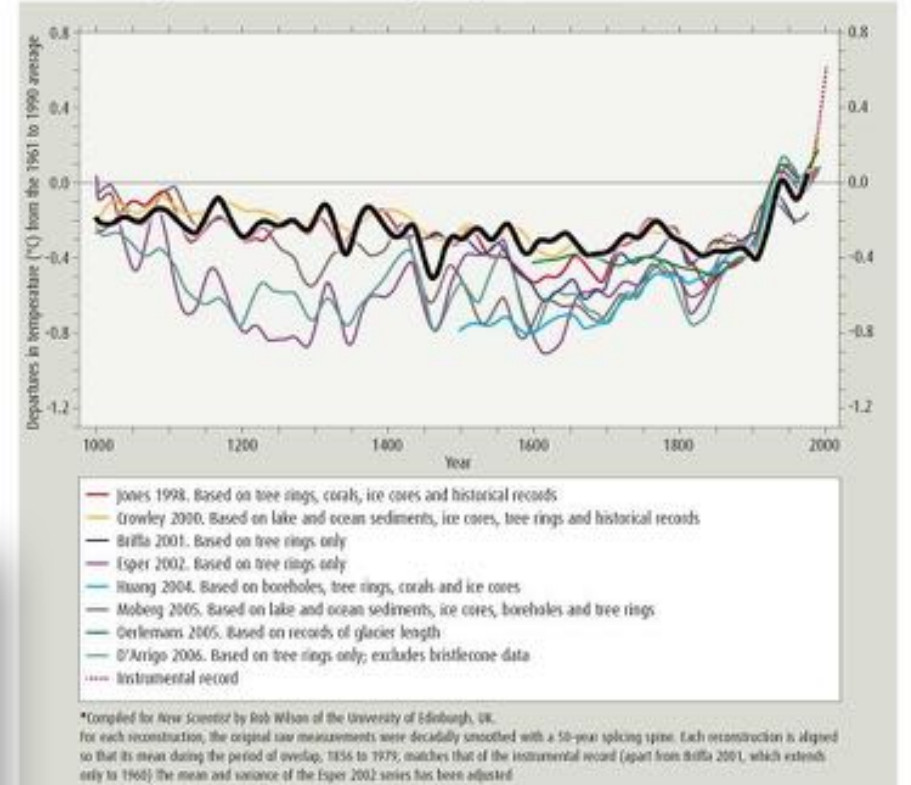 0.8
0.4
0.0
-0.4
-0.8
-1.2
Departures in temperature (°C) from the 1961 to 1990 average
0.8
0.4
0.0
-0.4
-0.8
-1.2
1000 1200 1400 1600 1800 2000
Year
Jones 1998. Based on tree rings, corals, ice cores and historical records
Crowley 2000. Based on lake and ocean sediments, ice cores, tree rings and historical records
Briffa 2001. Based on tree rings only
Esper 2002. Based on tree rings only
Huang 2004. Based on boreholes, tree rings, corals and ice cores
Moberg 2005. Based on lake and ocean sediments, ice cores, boreholes and tree rings
Oerlemans 2005. Based on records of glacier length
D'Arrigo 2006. Based on tree rings only; excludes bristlecone data
Instrumental record
*Compiled for New Scientist by Rob Wilson of the University of Edinburgh, UK.
For each reconstruction, the original raw measurements were decadally smoothed with a 50-year splicing spine. Each reconstruction is aligned
so that its mean during the period of overlap, 1856 to 1979, matches that of the instrumental record (apart from Briffa 2001, which extends
only to 1960) The mean and variance of the Esper 2002 series has been adjusted